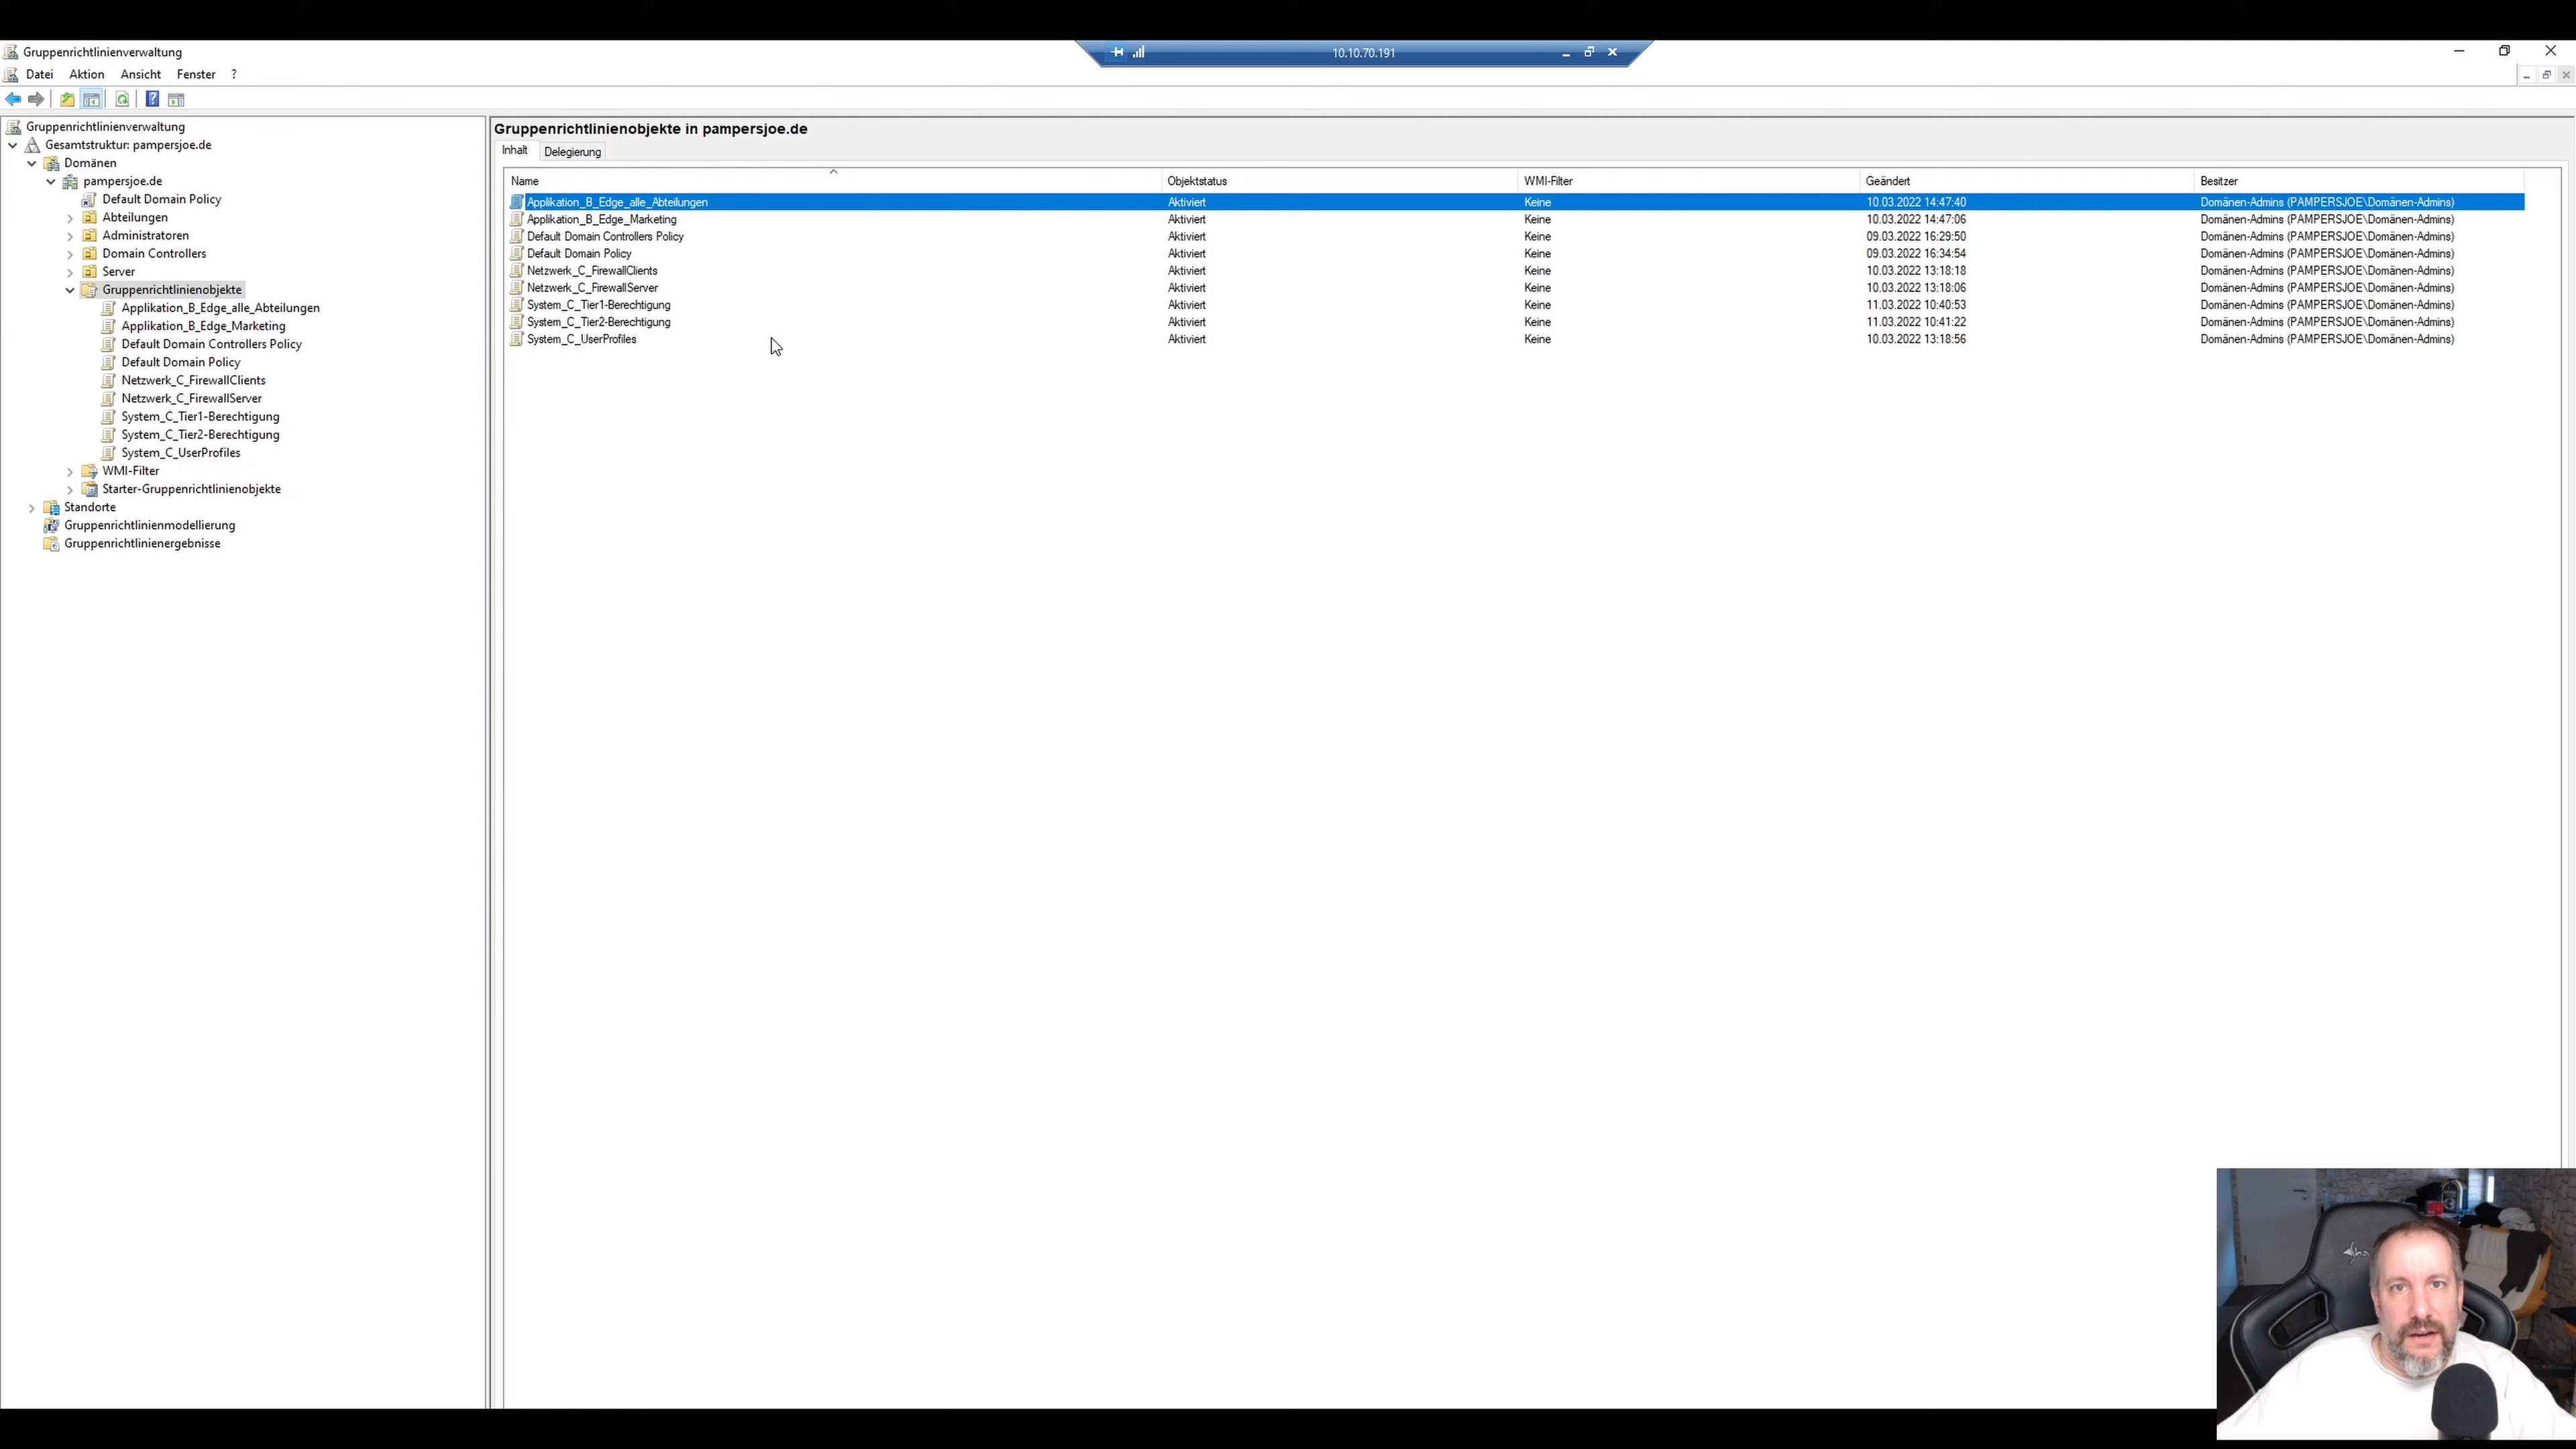 Gruppenrichtlinienverwaltung
10.10.70.191
Datei Aktion Ansicht Fenster ?
Gruppenrichtlinienverwaltung
Gesamtstruktur: pampersjoe.de
Domänen
pampersjoe.de
Default Domain Policy
Abteilungen
Administratoren
Domain Controllers
Server
Gruppenrichtlinienobjekte
Applikation_B_Edge_alle_Abteilungen
Applikation_B_Edge_Marketing
Default Domain Controllers Policy
Default Domain Policy
Netzwerk_C_FirewallClients
Netzwerk_C_FirewallServer
System_C_Tier1-Berechtigung
System_C_Tier2-Berechtigung
System_C_UserProfiles
WMI-Filter
Starter-Gruppenrichtlinienobjekte
Standorte
Gruppenrichtlinienmodellierung
Gruppenrichtlinienergebnisse
Gruppenrichtlinienobjekte in pampersjoe.de
Inhalt Delegierung
Name Objektstatus WMI-Filter Geändert Besitzer
Applikation_B_Edge_alle_Abteilungen Aktiviert Keine 10.03.2022 14:47:40 Domänen-Admins (PAMPERSJOE\Domänen-Admins)
Applikation_B_Edge_Marketing Aktiviert Keine 10.03.2022 14:47:06 Domänen-Admins (PAMPERSJOE\Domänen-Admins)
Default Domain Controllers Policy Aktiviert Keine 09.03.2022 16:29:50 Domänen-Admins (PAMPERSJOE\Domänen-Admins)
Default Domain Policy Aktiviert Keine 09.03.2022 16:34:54 Domänen-Admins (PAMPERSJOE\Domänen-Admins)
Netzwerk_C_FirewallClients Aktiviert Keine 10.03.2022 13:18:18 Domänen-Admins (PAMPERSJOE\Domänen-Admins)
Netzwerk_C_FirewallServer Aktiviert Keine 10.03.2022 13:18:06 Domänen-Admins (PAMPERSJOE\Domänen-Admins)
System_C_Tier1-Berechtigung Aktiviert Keine 11.03.2022 10:40:53 Domänen-Admins (PAMPERSJOE\Domänen-Admins)
System_C_Tier2-Berechtigung Aktiviert Keine 11.03.2022 10:41:22 Domänen-Admins (PAMPERSJOE\Domänen-Admins)
System_C_UserProfiles Aktiviert Keine 10.03.2022 13:18:56 Domänen-Admins (PAMPERSJOE\Domänen-Admins)